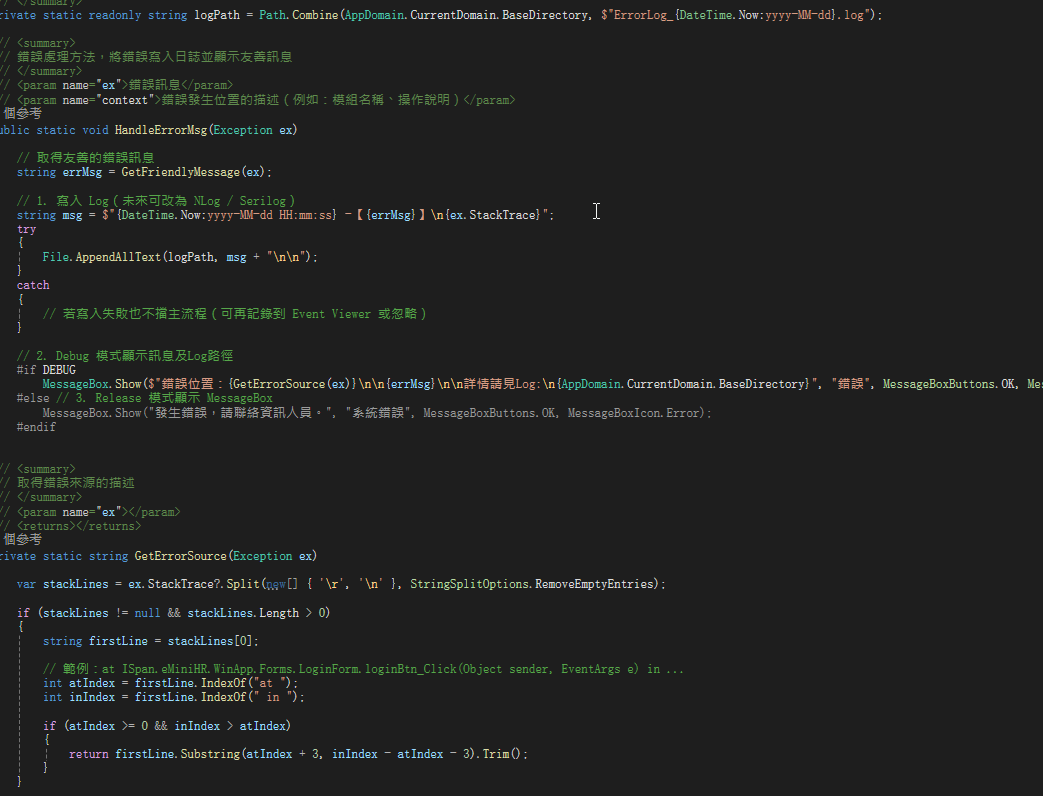 // </summary>
rivate static readonly string logPath = Path.Combine(AppDomain.CurrentDomain.BaseDirectory, $"ErrorLog_{DateTime.Now:yyyy-MM-dd}.log");
// <summary>
// 錯誤處理方法，將錯誤寫入日誌並顯示友善訊息
// </summary>
// <param name="ex">錯誤訊息</param>
// <param name="context">錯誤發生位置的描述（例如：模組名稱、操作說明）</param>
個參考
ublic static void HandleErrorMsg(Exception ex)
// 取得友善的錯誤訊息
string errMsg = GetFriendlyMessage(ex);
// 1. 寫入 Log（未來可改為 NLog / Serilog）
string msg = $"{DateTime.Now:yyyy-MM-dd HH:mm:ss} -【{errMsg}】\n{ex.StackTrace}";
try
{
File.AppendAllText(logPath, msg + "\n\n");
}
catch
{
// 若寫入失敗也不擋主流程（可再記錄到 Event Viewer 或忽略）
}
// 2. Debug 模式顯示訊息及Log路徑
#if DEBUG
MessageBox.Show($"錯誤位置：{GetErrorSource(ex)}\n\n{errMsg}\n\n詳情請見Log:\n{AppDomain.CurrentDomain.BaseDirectory}", "錯誤", MessageBoxButtons.OK, Mes
#else // 3. Release 模式顯示 MessageBox
MessageBox.Show("發生錯誤，請聯絡資訊人員。", "系統錯誤", MessageBoxButtons.OK, MessageBoxIcon.Error);
#endif
// <summary>
// 取得錯誤來源的描述
// </summary>
// <param name="ex"></param>
// <returns></returns>
個參考
rivate static string GetErrorSource(Exception ex)
var stackLines = ex.StackTrace?.Split(new[] { '\r', '\n' }, StringSplitOptions.RemoveEmptyEntries);
if (stackLines != null && stackLines.Length > 0)
{
string firstLine = stackLines[0];
// 範例：at ISpan.eMiniHR.WinApp.Forms.LoginForm.loginBtn_Click(Object sender, EventArgs e) in ...
int atIndex = firstLine.IndexOf("at ");
int inIndex = firstLine.IndexOf(" in ");
if (atIndex >= 0 && inIndex > atIndex)
{
return firstLine.Substring(atIndex + 3, inIndex - atIndex - 3).Trim();
}
}